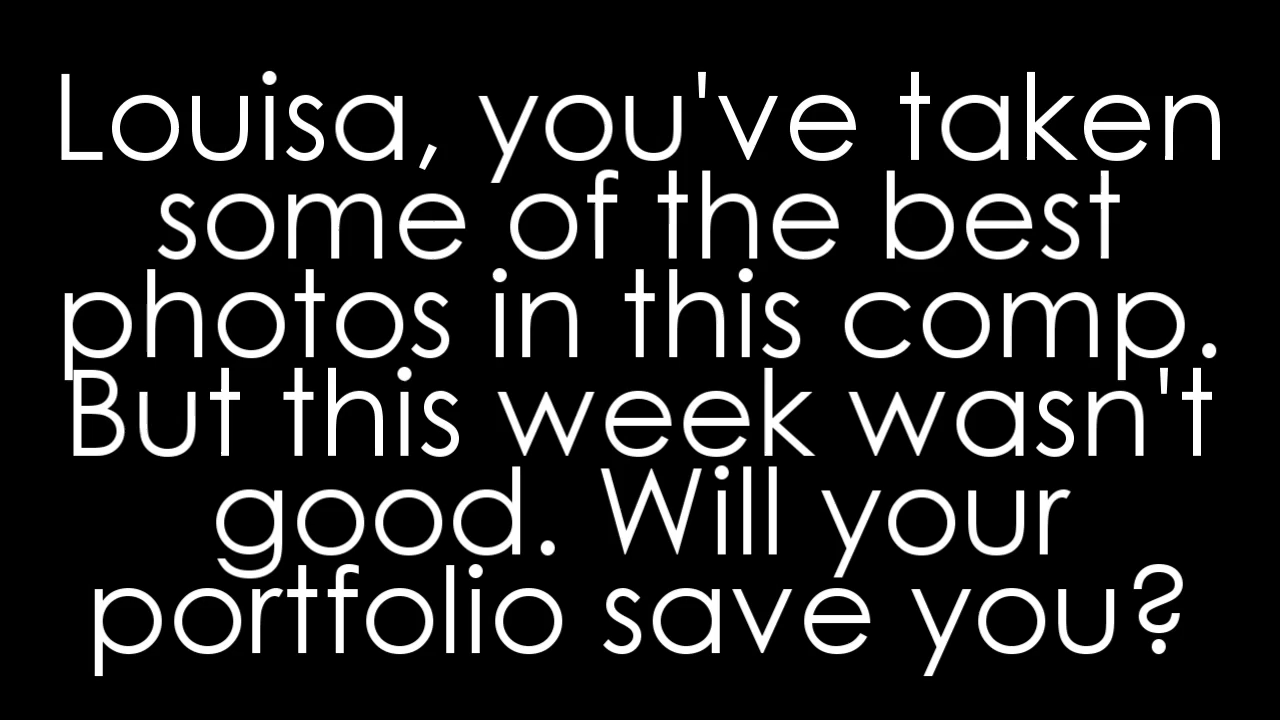 Louisa, you've taken
some of the best
photos in this comp.
But this week wasn't
good. Will your
portfolio save you?